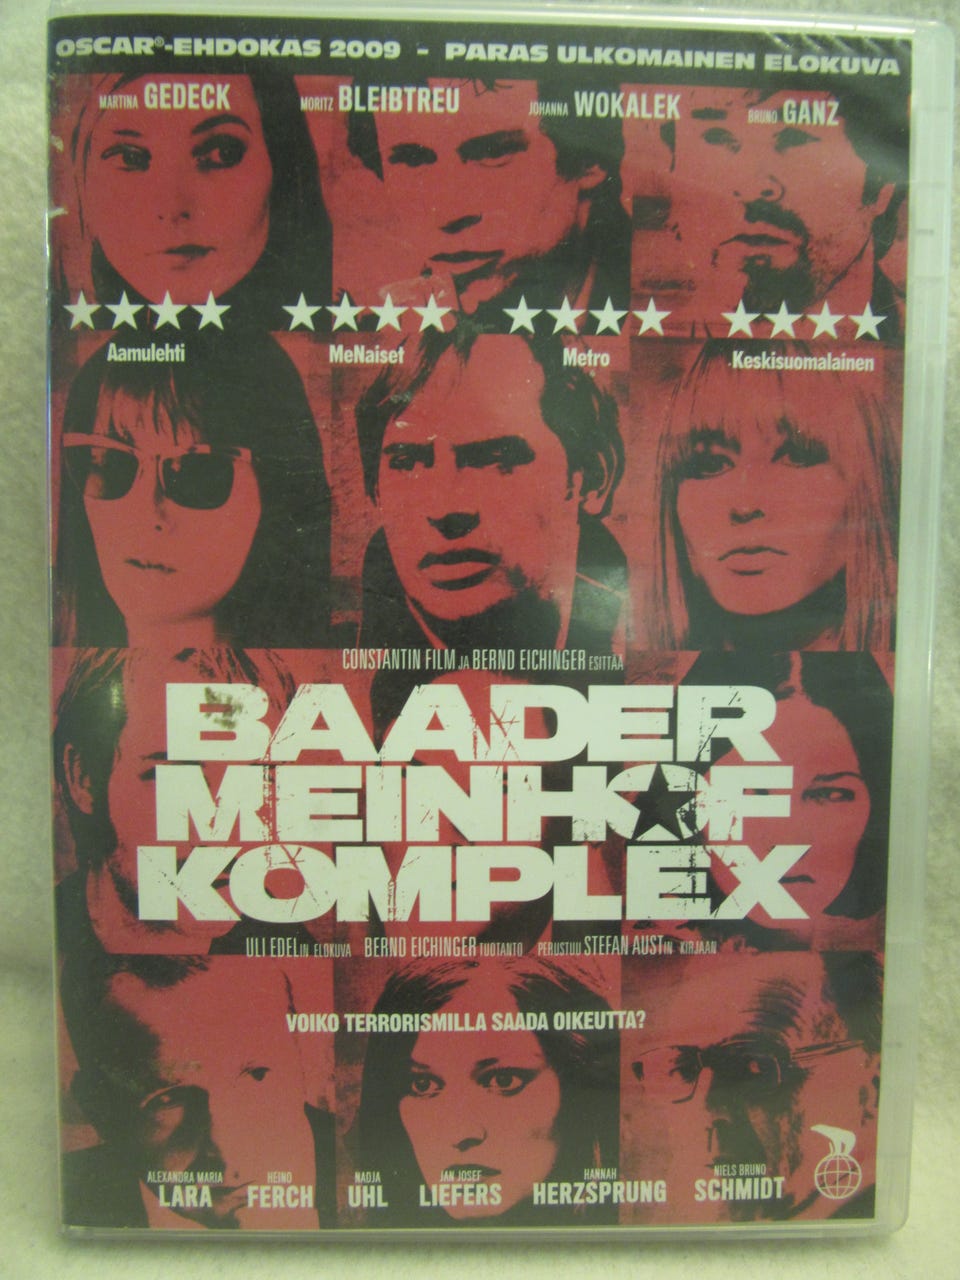 OSCAR®-EHDOKAS 2009 - PARAS ULKOMAINEN ELOKUVA
MARTINA GEDECK MORITZ BLEIBTREU JOHANNA WOKALEK BRUNO GANZ
Aamulehti MeNaiset Metro Keskisuomalainen
CONSTANTIN FILM JA BERND EICHINGER ESITTÄÄ
BAADER
MEINHOF
KOMPLEX
ULI EDELIN ELOKUVA BERND EICHINGER TUOTANTO PERUSTUU STEFAN AUSTIN KIRJAAN
VOIKO TERRORISMILLA SAADA OIKEUTTA?
ALEXANDRA MARIA LARA HEINO FERCH NADJA UHL JAN JOSEF LIEFERS HANNAH HERZSPRUNG NIELS BRUNO SCHMIDT